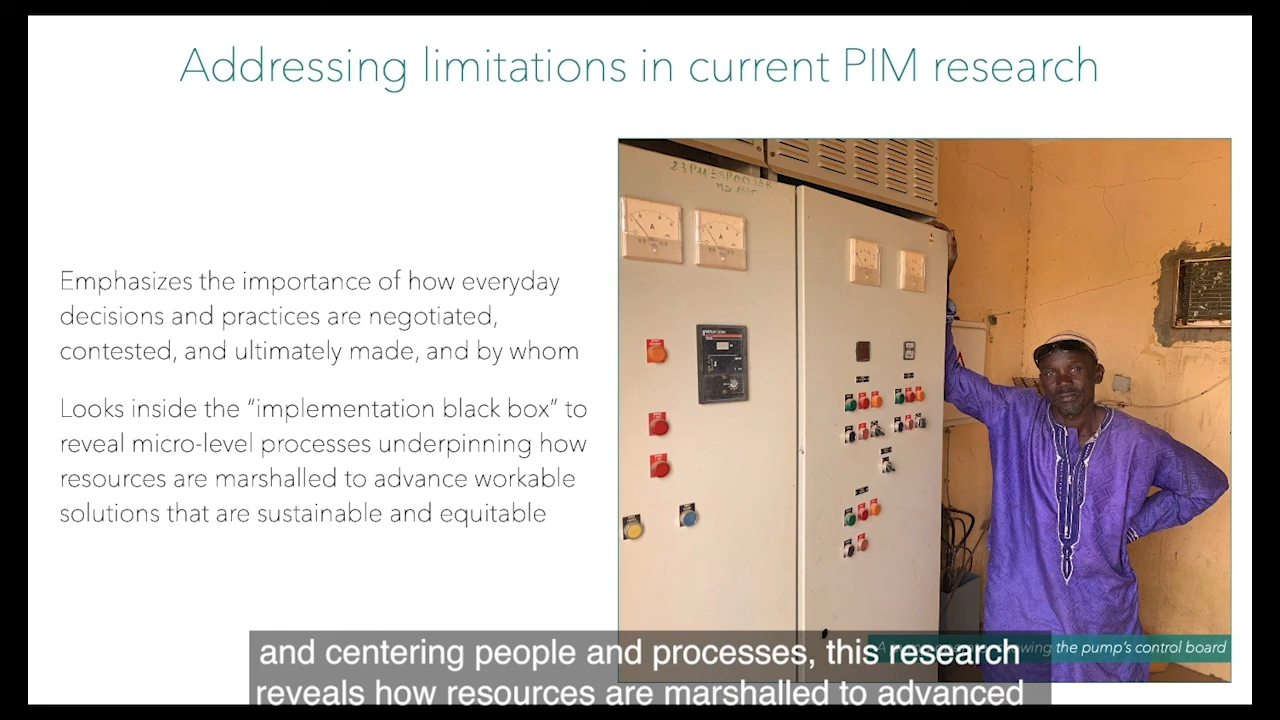 Addressing limitations in current PIM research
Emphasizes the importance of how everyday
decisions and practices are negotiated,
contested, and ultimately made, and by whom
Looks inside the “implementation black box” to
reveal micro-level processes underpinning how
resources are marshalled to advance workable
solutions that are sustainable and equitable
A
A
the pump’s control board
and centering people and processes, this research
reveals how resources are marshalled to advanced